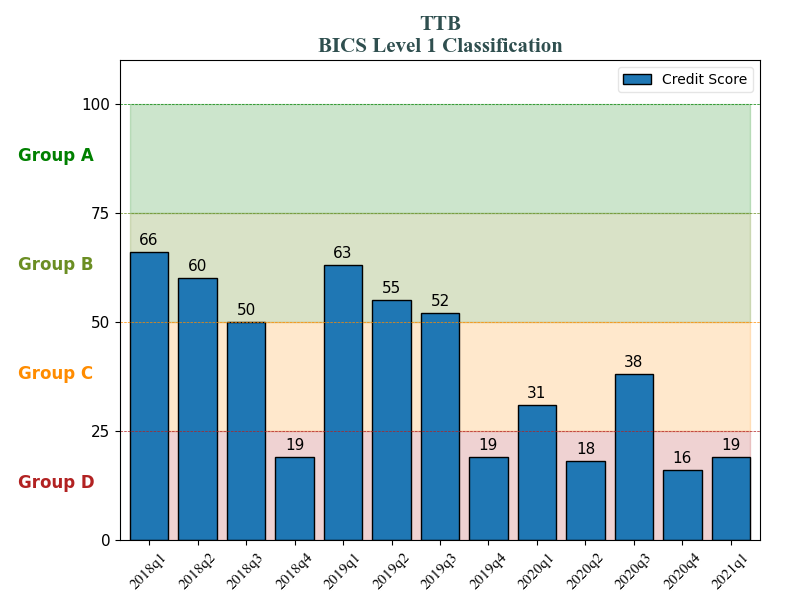 TTB
BICS Level 1 Classification
Credit Score
100
Group A
75
66
60
50
19
63
55
52
19
31
18
38
16
19
Group B
50
Group C
25
Group D
0
2018q1
2018q2
2018q3
2018q4
2019q1
2019q2
2019q3
2019q4
2020q1
2020q2
2020q3
2020q4
2021q1